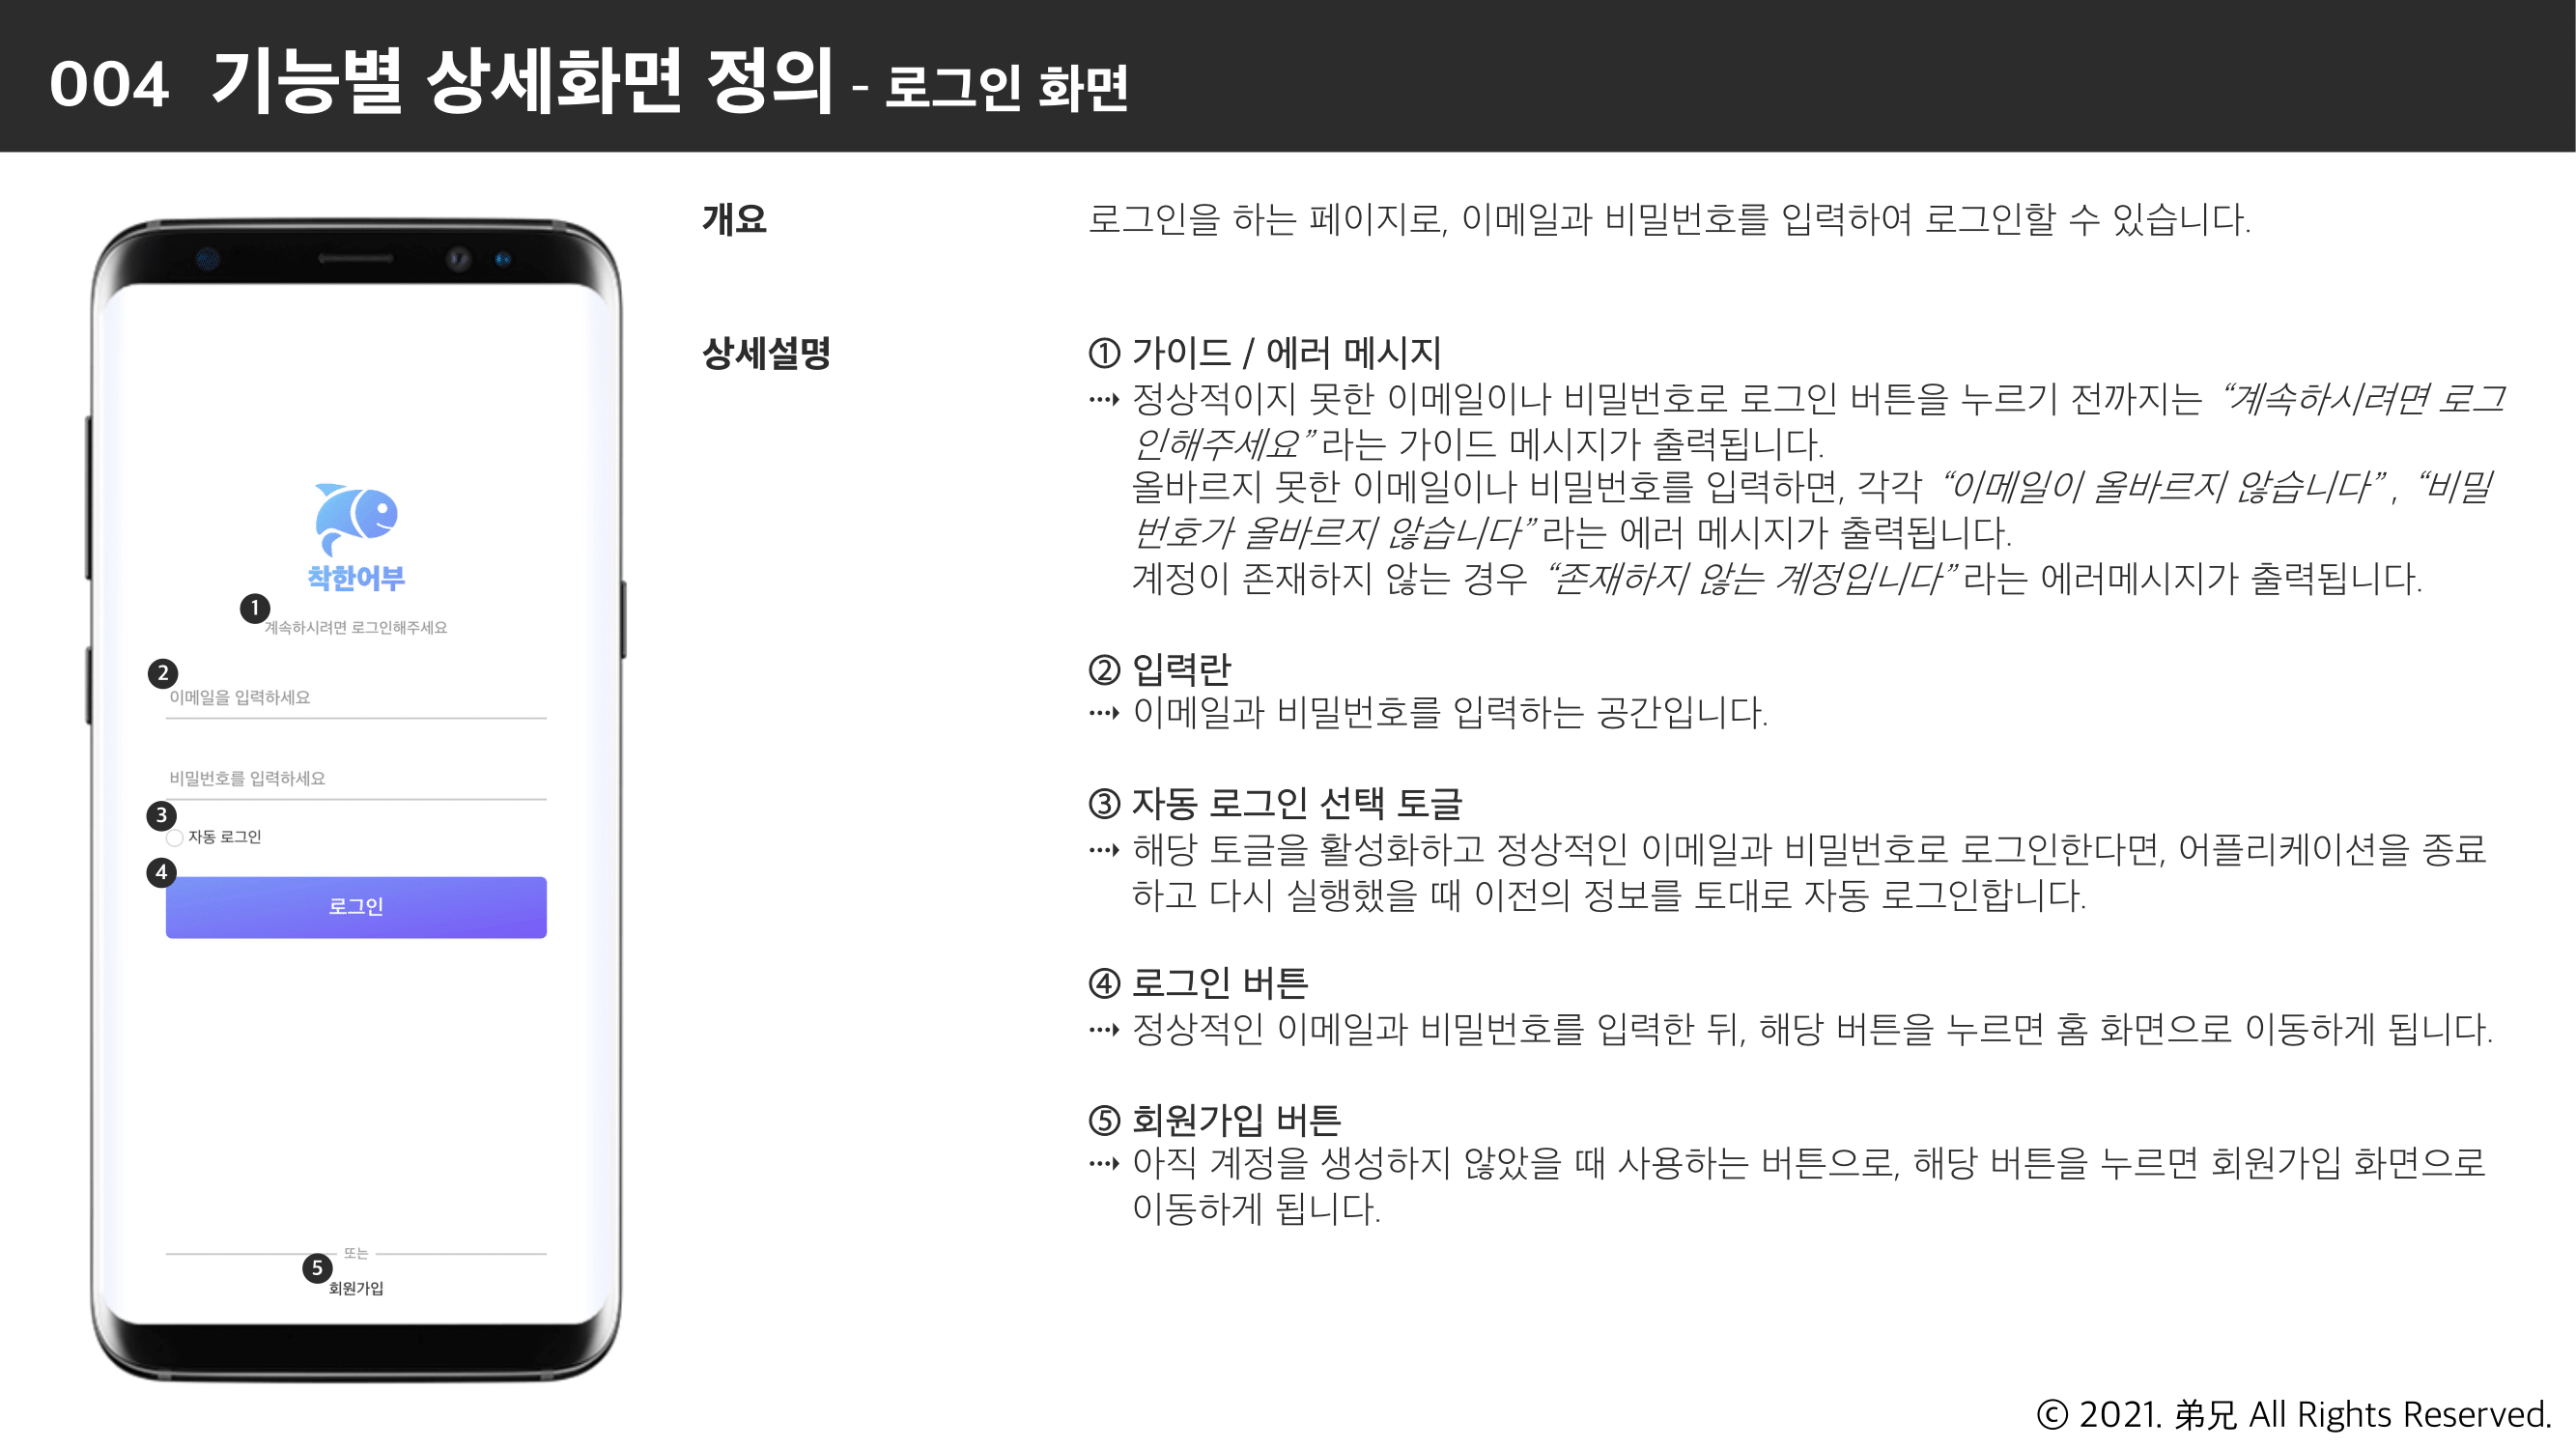 004 기능별 상세화면 정의 - 로그인 화면
착한어부
1
계속하시려면 로그인해주세요
2
이메일을 입력하세요
비밀번호를 입력하세요
3
자동 로그인
4
로그인
또는
5
회원가입
개요
로그인을 하는 페이지로, 이메일과 비밀번호를 입력하여 로그인할 수 있습니다.
상세설명
① 가이드 / 에러 메시지
⤑ 정상적이지 못한 이메일이나 비밀번호로 로그인 버튼을 누르기 전까지는 “계속하시려면 로그
인해주세요”라는 가이드 메시지가 출력됩니다.
올바르지 못한 이메일이나 비밀번호를 입력하면, 각각 “이메일이 올바르지 않습니다”, “비밀
번호가 올바르지 않습니다”라는 에러 메시지가 출력됩니다.
계정이 존재하지 않는 경우 “존재하지 않는 계정입니다”라는 에러메시지가 출력됩니다.
② 입력란
⤑ 이메일과 비밀번호를 입력하는 공간입니다.
③ 자동 로그인 선택 토글
⤑ 해당 토글을 활성화하고 정상적인 이메일과 비밀번호로 로그인한다면, 어플리케이션을 종료
하고 다시 실행했을 때 이전의 정보를 토대로 자동 로그인합니다.
④ 로그인 버튼
⤑ 정상적인 이메일과 비밀번호를 입력한 뒤, 해당 버튼을 누르면 홈 화면으로 이동하게 됩니다.
⑤ 회원가입 버튼
⤑ 아직 계정을 생성하지 않았을 때 사용하는 버튼으로, 해당 버튼을 누르면 회원가입 화면으로
이동하게 됩니다.
ⓒ 2021. 弟兄 All Rights Reserved.